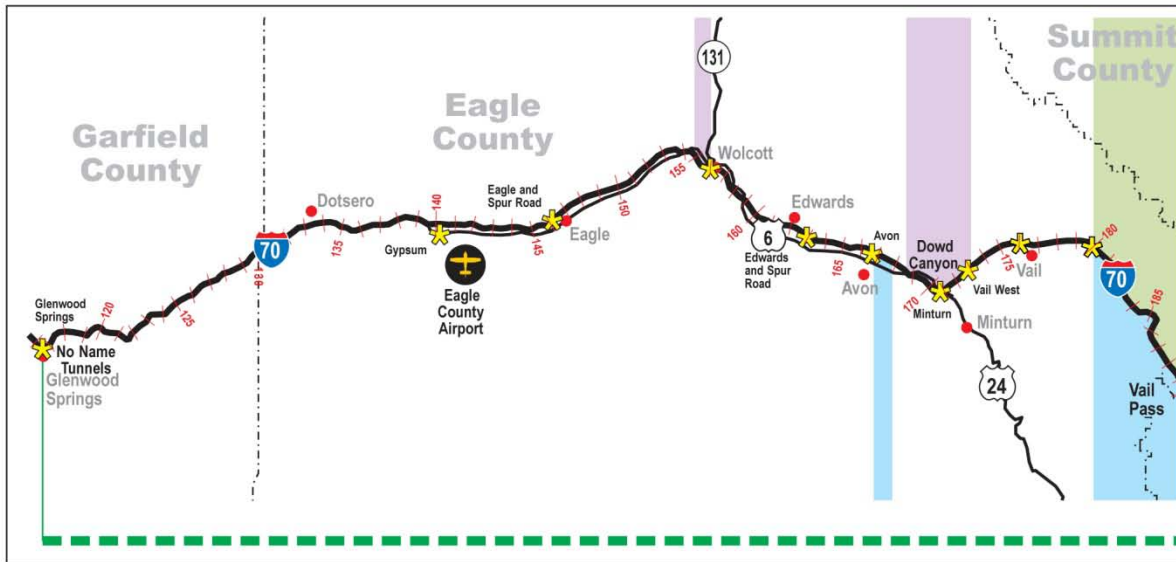 Summit
County
131
Eagle
County
Garfield
County
Wolcott
155
Eagle and
Spur Road
150
140
Dotsero
Edwards
160
6
Avon
Dowd
Canyon
180
135
145
Eagle
Gypsum
165
175
Vail
70
130
70
Edwards
and Spur
Road
Avon
170
Vail West
Minturn
185
Eagle
County
Airport
Glenwood
Springs
120
125
Minturn
No Name
Tunnels
Glenwood
Springs
24
Vail
Pass